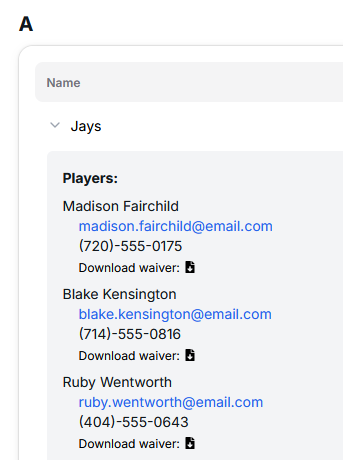 A
Name
Jays
Players:
Madison Fairchild
madison.fairchild@email.com
(720)-555-0175
Download waiver:
Blake Kensington
blake.kensington@email.com
(714)-555-0816
Download waiver:
Ruby Wentworth
ruby.wentworth@email.com
(404)-555-0643
Download waiver: